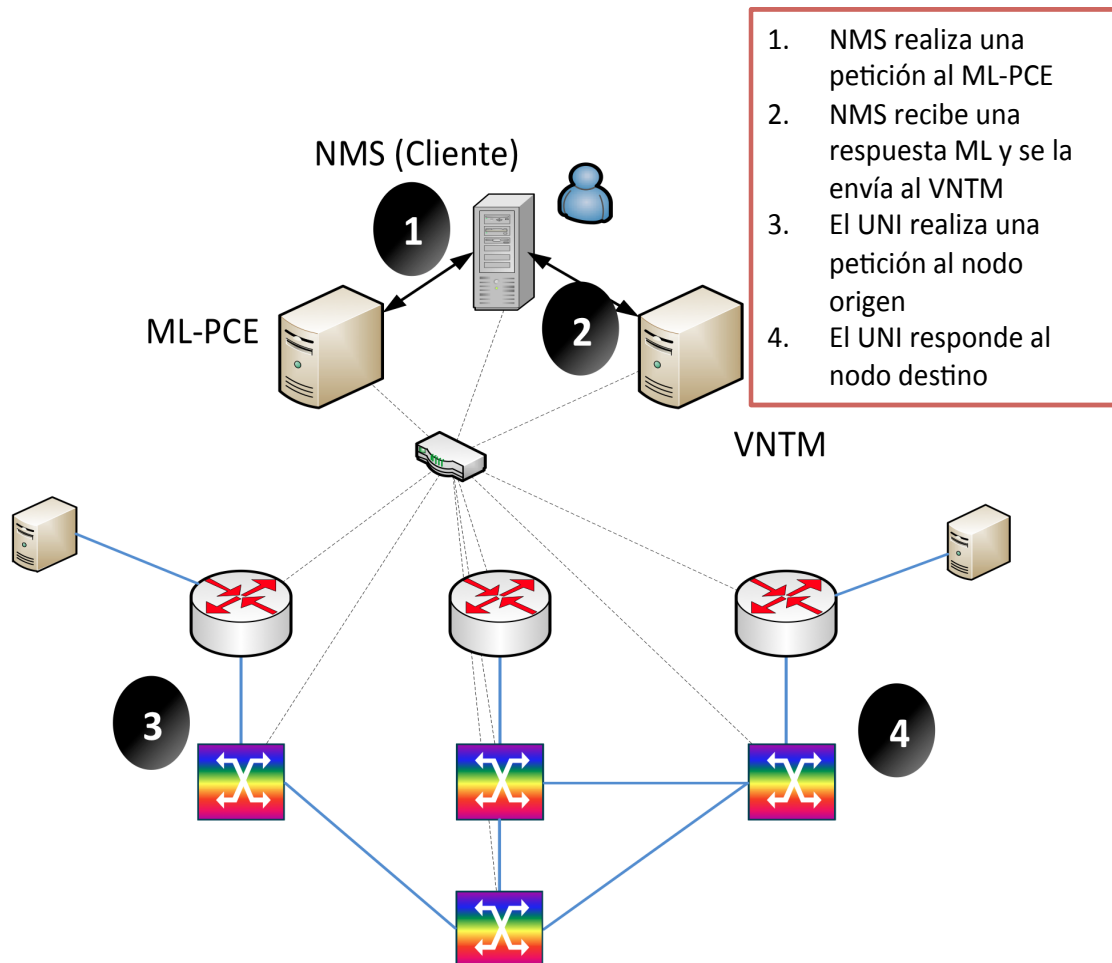 1. NMS realiza una
petición al ML-PCE
2. NMS recibe una
respuesta ML y se la
envía al VNTM
3. El UNI realiza una
petición al nodo
origen
4. El UNI responde al
nodo destino
NMS (Cliente)
1
2
ML-PCE
VNTM
3
4